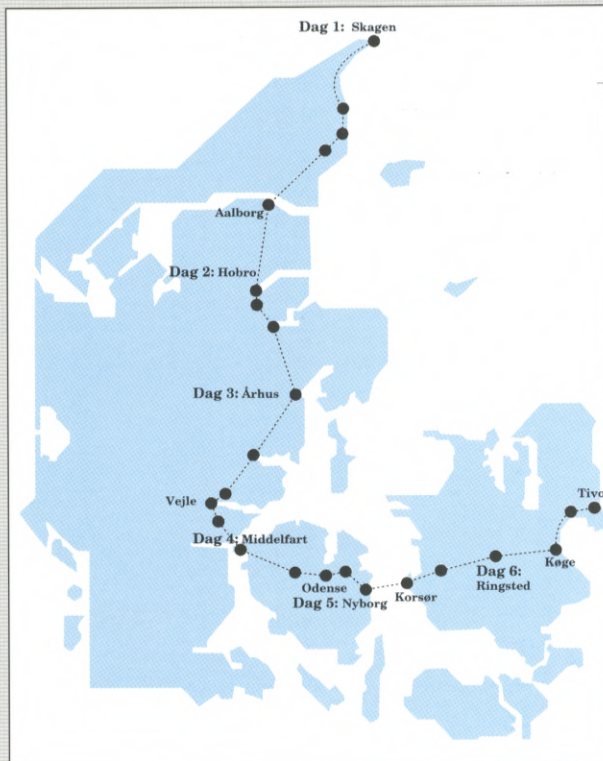 Dag 1: Skagen
Aalborg
Dag 2: Hobro
Dag 3: Århus
Vejle
Tivo
Dag 4: Middelfart
Køge
Odense
Korsør
Dag 6:
Ringsted
Dag 5: Nyborg